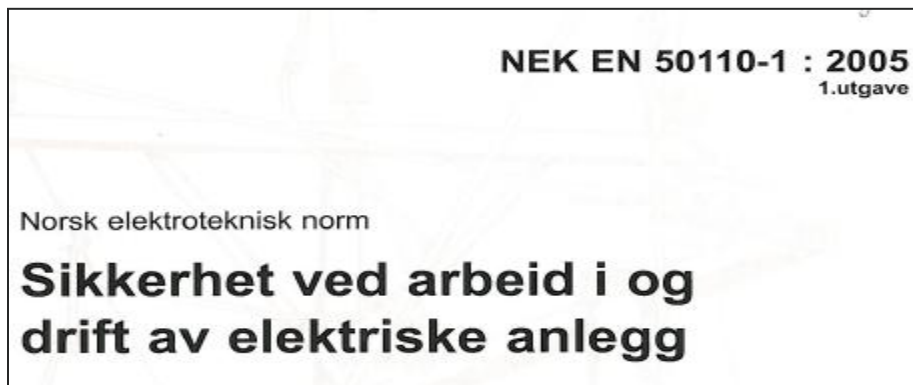 NEK EN 50110-1 : 2005
1.utgave
Norsk elektroteknisk norm
Sikkerhet ved arbeid i og
drift av elektriske anlegg